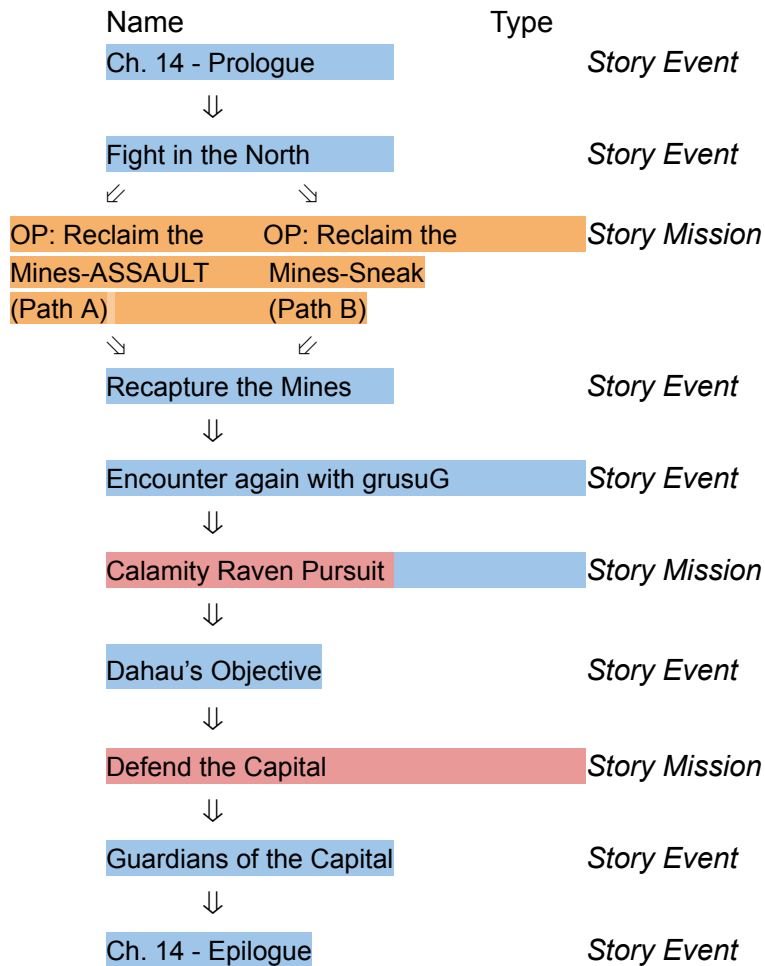 Name Type
Ch. 14 - Prologue Story Event
⇓
Fight in the North Story Event
⇙ ⇘
OP: Reclaim the OP: Reclaim the Story Mission
Mines-ASSAULT Mines-Sneak
(Path A) (Path B)
⇘ ⇙
Recapture the Mines Story Event
⇓
Encounter again with grusuG Story Event
⇓
Calamity Raven Pursuit Story Mission
⇓
Dahau’s Objective Story Event
⇓
Defend the Capital Story Mission
⇓
Guardians of the Capital Story Event
⇓
Ch. 14 - Epilogue Story Event